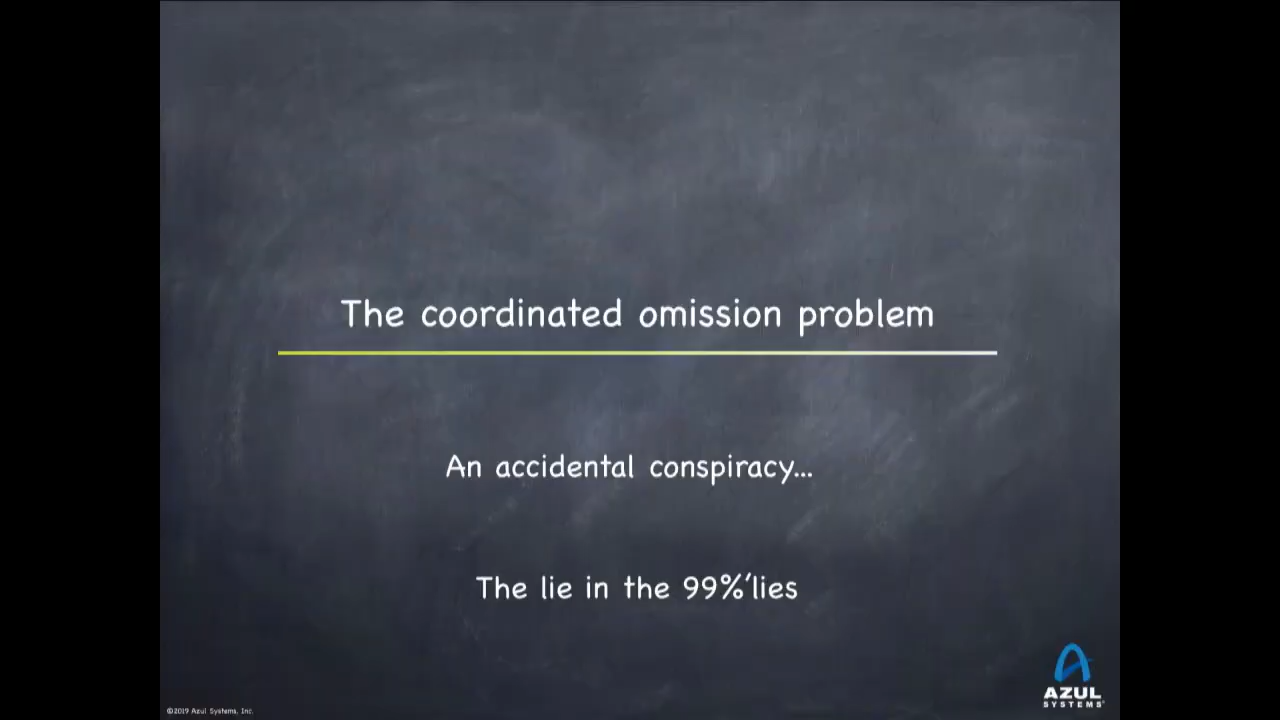 The coordinated omission problem
An accidental conspiracy...
The lie in the 99%'lies
©2019 Azul Systems, Inc.
AZUL
SYSTEMS